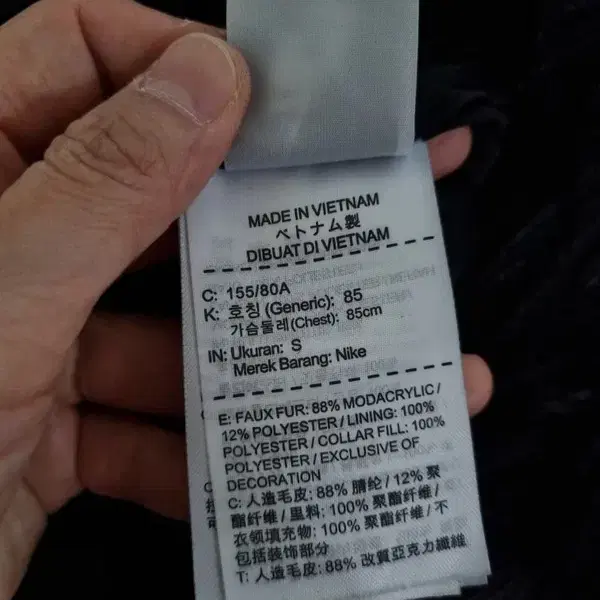 MADE IN VIETNAM
ベトナム製
DIBUAT DI VIETNAM
C: 155/80A
K: 호칭 (Generic): 85
가슴둘레 (Chest): 85cm
IN: Ukuran: S
Merek Barang: Nike
E: FAUX FUR: 88% MODACRYLIC /
12% POLYESTER / LINING: 100%
POLYESTER / COLLAR FILL: 100%
POLYESTER / EXCLUSIVE OF
DECORATION
C: 人造毛皮: 88% 腈纶 / 12% 聚
酯纤维 / 里料: 100% 聚酯纤维 /
衣领填充物: 100% 聚酯纤维 / 不
包括装饰部分
T: 人造毛皮: 88% 改質亞克力纖維